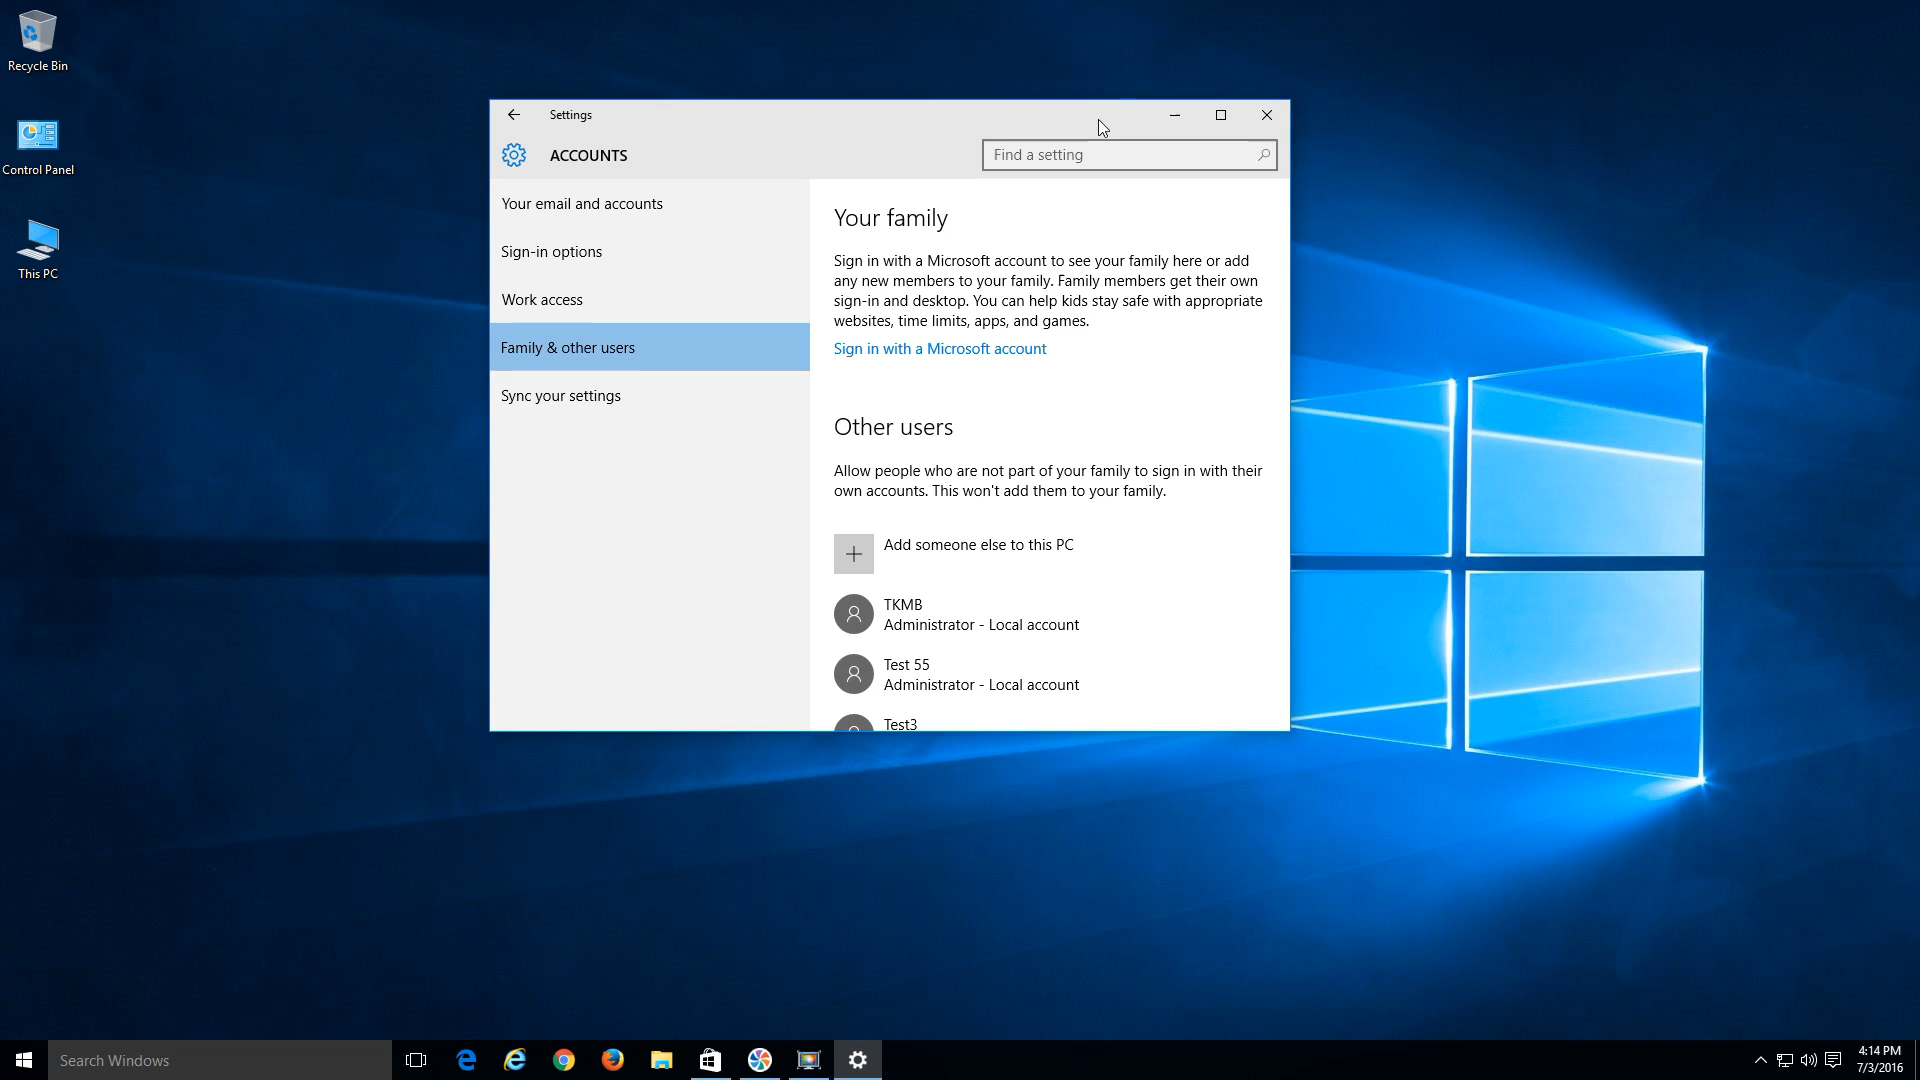 Recycle Bin
Control Panel
This PC
Settings
ACCOUNTS
Find a setting
Your email and accounts
Sign-in options
Work access
Family & other users
Sync your settings
Your family
Sign in with a Microsoft account to see your family here or add
any new members to your family. Family members get their own
sign-in and desktop. You can help kids stay safe with appropriate
websites, time limits, apps, and games.
Sign in with a Microsoft account
Other users
Allow people who are not part of your family to sign in with their
own accounts. This won't add them to your family.
Add someone else to this PC
TKMB
Administrator - Local account
Test 55
Administrator - Local account
Test3
Search Windows
4:14 PM
7/3/2016